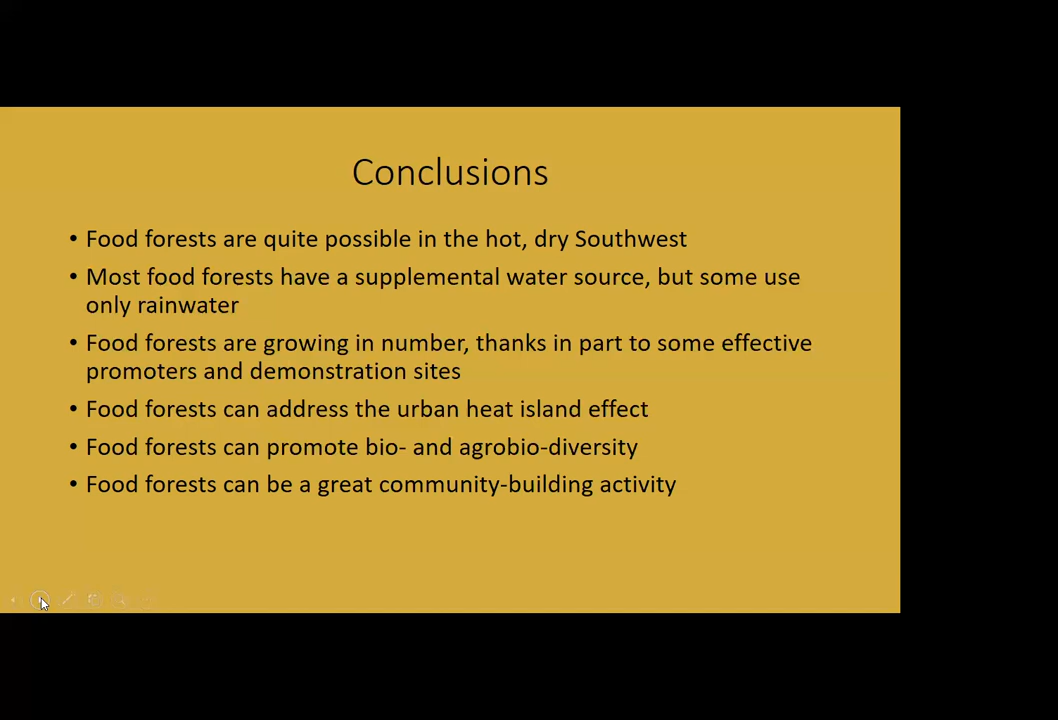 Conclusions
• Food forests are quite possible in the hot, dry Southwest
• Most food forests have a supplemental water source, but some use
only rainwater
• Food forests are growing in number, thanks in part to some effective
promoters and demonstration sites
• Food forests can address the urban heat island effect
• Food forests can promote bio- and agrobio-diversity
• Food forests can be a great community-building activity